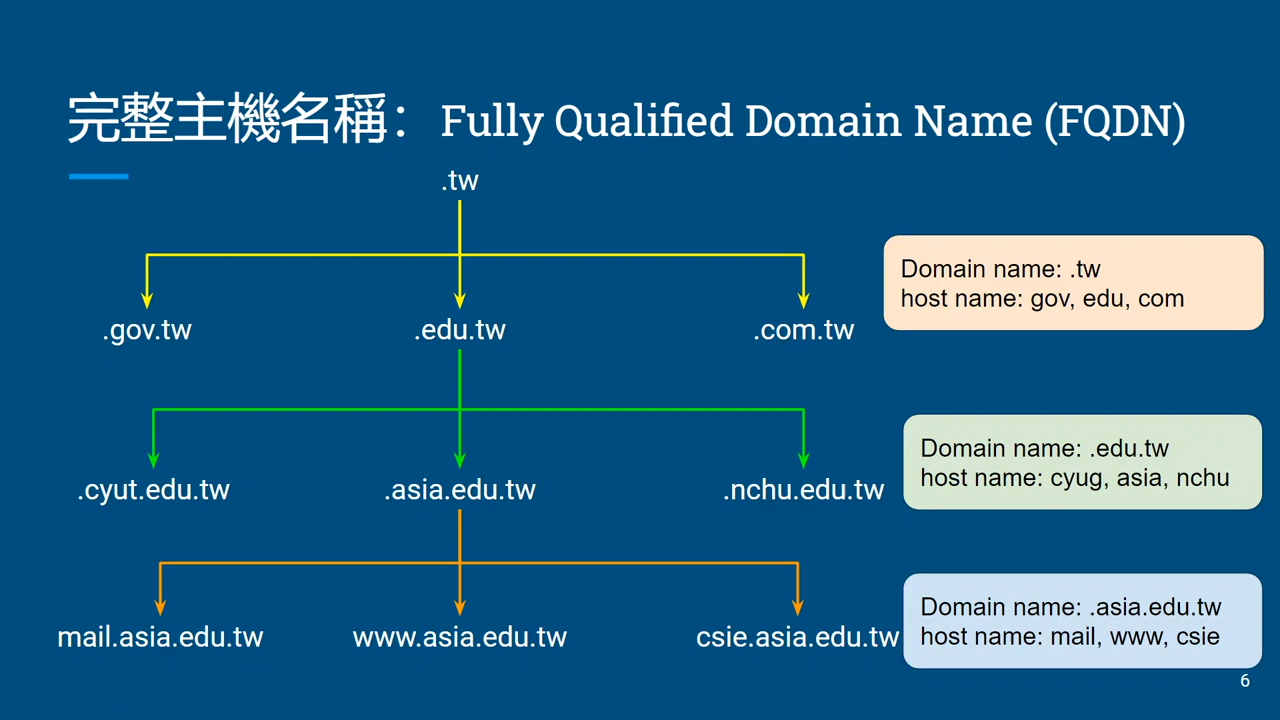 完整主機名稱：Fully Qualified Domain Name (FQDN)
.tw
Domain name: .tw
host name: gov, edu, com
.gov.tw
.edu.tw
.com.tw
Domain name: .edu.tw
host name: cyug, asia, nchu
.cyut.edu.tw
.asia.edu.tw
.nchu.edu.tw
Domain name: .asia.edu.tw
host name: mail, www, csie
mail.asia.edu.tw
www.asia.edu.tw
csie.asia.edu.tw
6